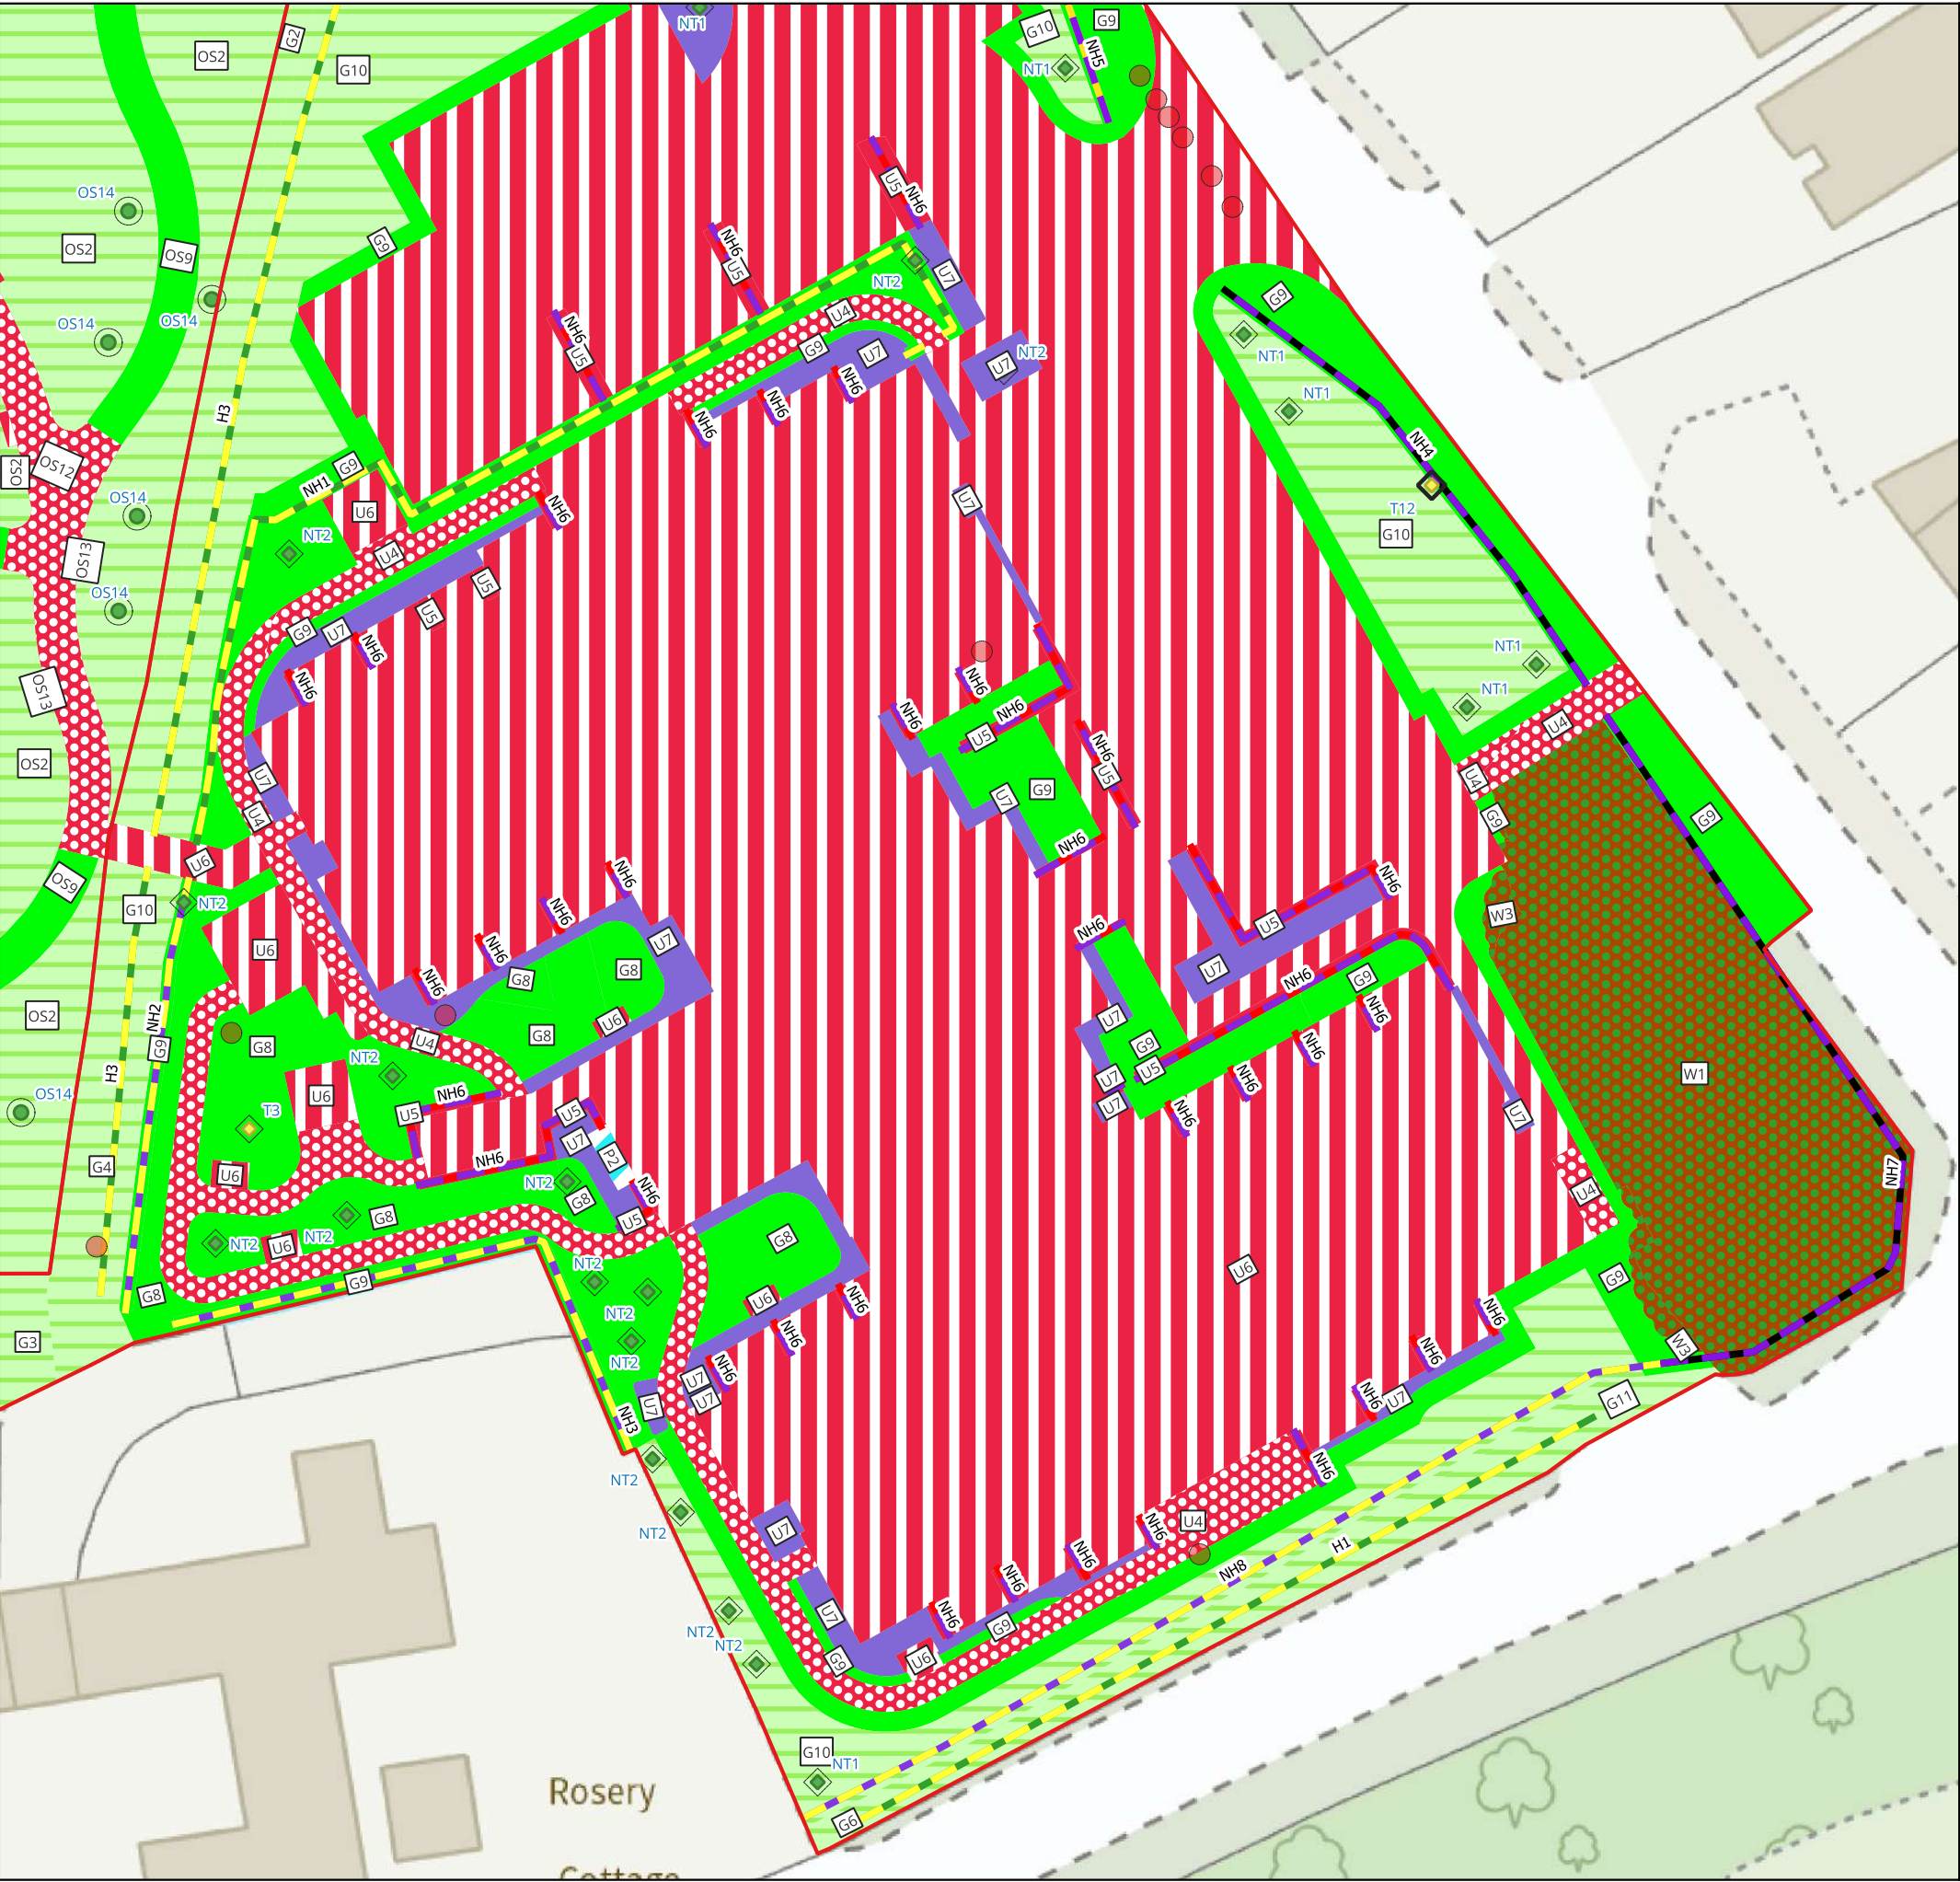 NT1
G10
G9
OS2
G2
G10
NH5
NT1
OS14
U5
NH6
OS2
OS9
G9
NH6
U5
NT2
U7
G9
OS14
OS14
U4
NH6
U5
G9
U7
NT2
U7
NT1
NH6
NH6
NT1
H3
NH6
NH4
OS2
OS12
G9
NH1
U6
OS14
NH6
U7
T12
G10
NT2
U4
OS13
OS14
U5
U5
G9
U7
NH6
NT1
OS13
NH6
NH6
NT1
NH6
NH6
U5
U4
OS2
U7
NH6
U5
U4
U7
G9
G9
G9
U4
NH6
U6
OS9
NH6
NH6
G10
NT2
NH6
W3
U5
NH6
U6
NH6
U7
G8
G8
NH6
U7
NH6
G9
OS2
NH2
U6
U7
NH6
G9
G8
G8
U4
G9
NH6
NT2
U5
W1
H3
U7
NH6
U6
NH6
OS14
T3
U5
U5
U7
NH6
U7
U7
P2
G4
U6
NH6
NT2
NH6
NH7
U4
G8
G8
U5
NT2
U6
NT2
G8
NT2
U6
G9
G9
G8
U6
NH6
NT2
NH6
NH6
G3
NT2
NH6
W3
U7
NH6
U7
NH6
U7
G11
U7
NH3
NH6
NT2
U4
NT2
U7
NH6
NH6
H1
NH8
NH6
U7
NH6
G9
NT2
NT2
G9
U6
G10
NT1
G6
Rosery
Cottage